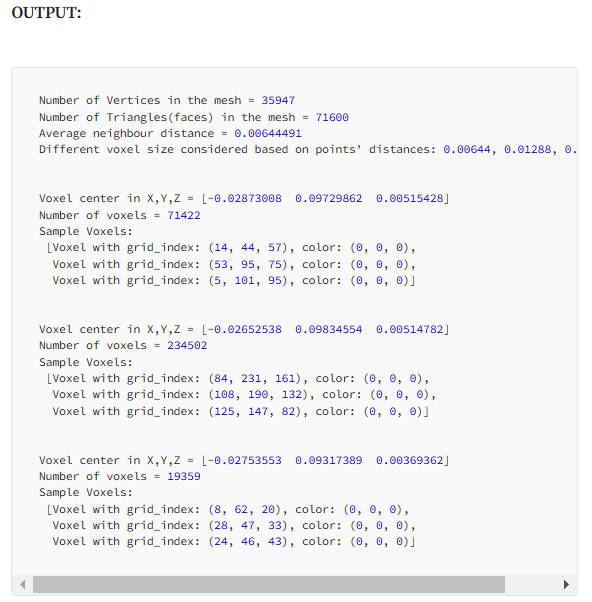 OUTPUT:
Number of Vertices in the mesh = 35947
Number of Triangles(faces) in the mesh = 71600
Average neighbour distance = 0.00644491
Different voxel size considered based on points' distances: 0.00644, 0.01288, 0.
Voxel center in X,Y,Z = [-0.02873008  0.09729862  0.00515428]
Number of voxels = 71422
Sample Voxels:
[Voxel with grid_index: (14, 44, 57), color: (0, 0, 0),
Voxel with grid_index: (53, 95, 75), color: (0, 0, 0),
Voxel with grid_index: (5, 101, 95), color: (0, 0, 0)]
Voxel center in X,Y,Z = [-0.02652538  0.09834554  0.00514782]
Number of voxels = 234502
Sample Voxels:
[Voxel with grid_index: (84, 231, 161), color: (0, 0, 0),
Voxel with grid_index: (108, 190, 132), color: (0, 0, 0),
Voxel with grid_index: (125, 147, 82), color: (0, 0, 0)]
Voxel center in X,Y,Z = [-0.02753553  0.09317389  0.00369362]
Number of voxels = 19359
Sample Voxels:
[Voxel with grid_index: (8, 62, 20), color: (0, 0, 0),
Voxel with grid_index: (28, 47, 33), color: (0, 0, 0),
Voxel with grid_index: (24, 46, 43), color: (0, 0, 0)]